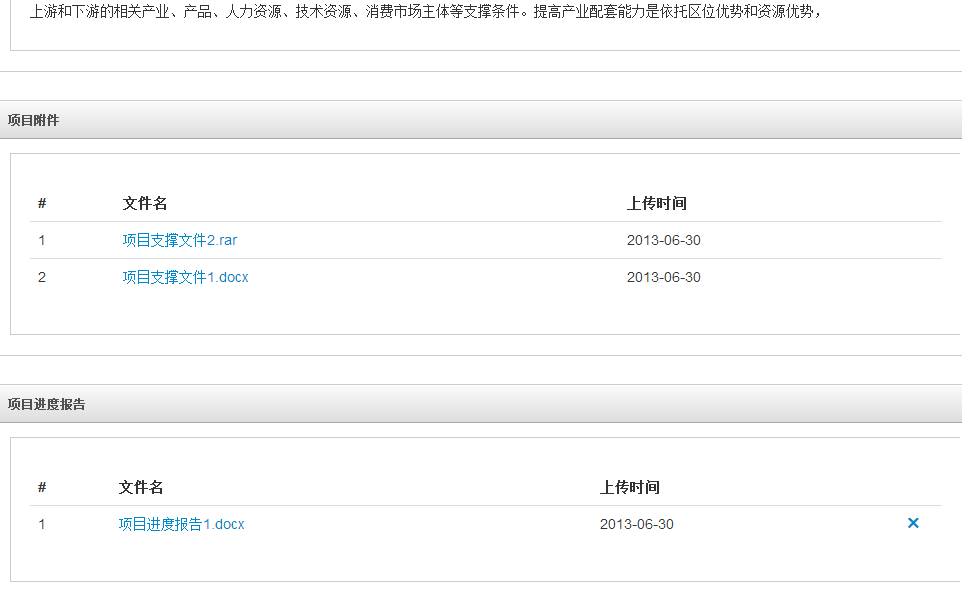 上游和下游的相关产业、产品、人力资源、技术资源、消费市场主体等支撑条件。提高产业配套能力是依托区位优势和资源优势，
项目附件
# 文件名 上传时间
1 项目支撑文件2.rar 2013-06-30
2 项目支撑文件1.docx 2013-06-30
项目进度报告
# 文件名 上传时间
1 项目进度报告1.docx 2013-06-30 ×